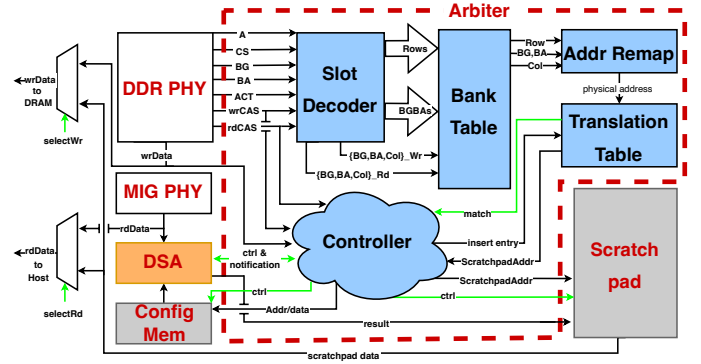 Arbiter
DDR PHY
A
CS
BG
BA
ACT
wrCAS
rdCAS
Slot
Decoder
Rows
BGBAs
Bank
Table
Row
BG,BA
Col
Addr Remap
physical address
Translation
Table
wrData
to
DRAM
selectWr
wrData
{BG,BA,Col}_Wr
{BG,BA,Col}_Rd
MIG PHY
rdData
match
Controller
insert entry
ScratchpadAddr
ScratchpadAddr
ctrl
Scratch
pad
rdData
to
Host
selectRd
DSA
ctrl &
notification
ctrl
Config
Mem
Addr/data
result
scratchpad data